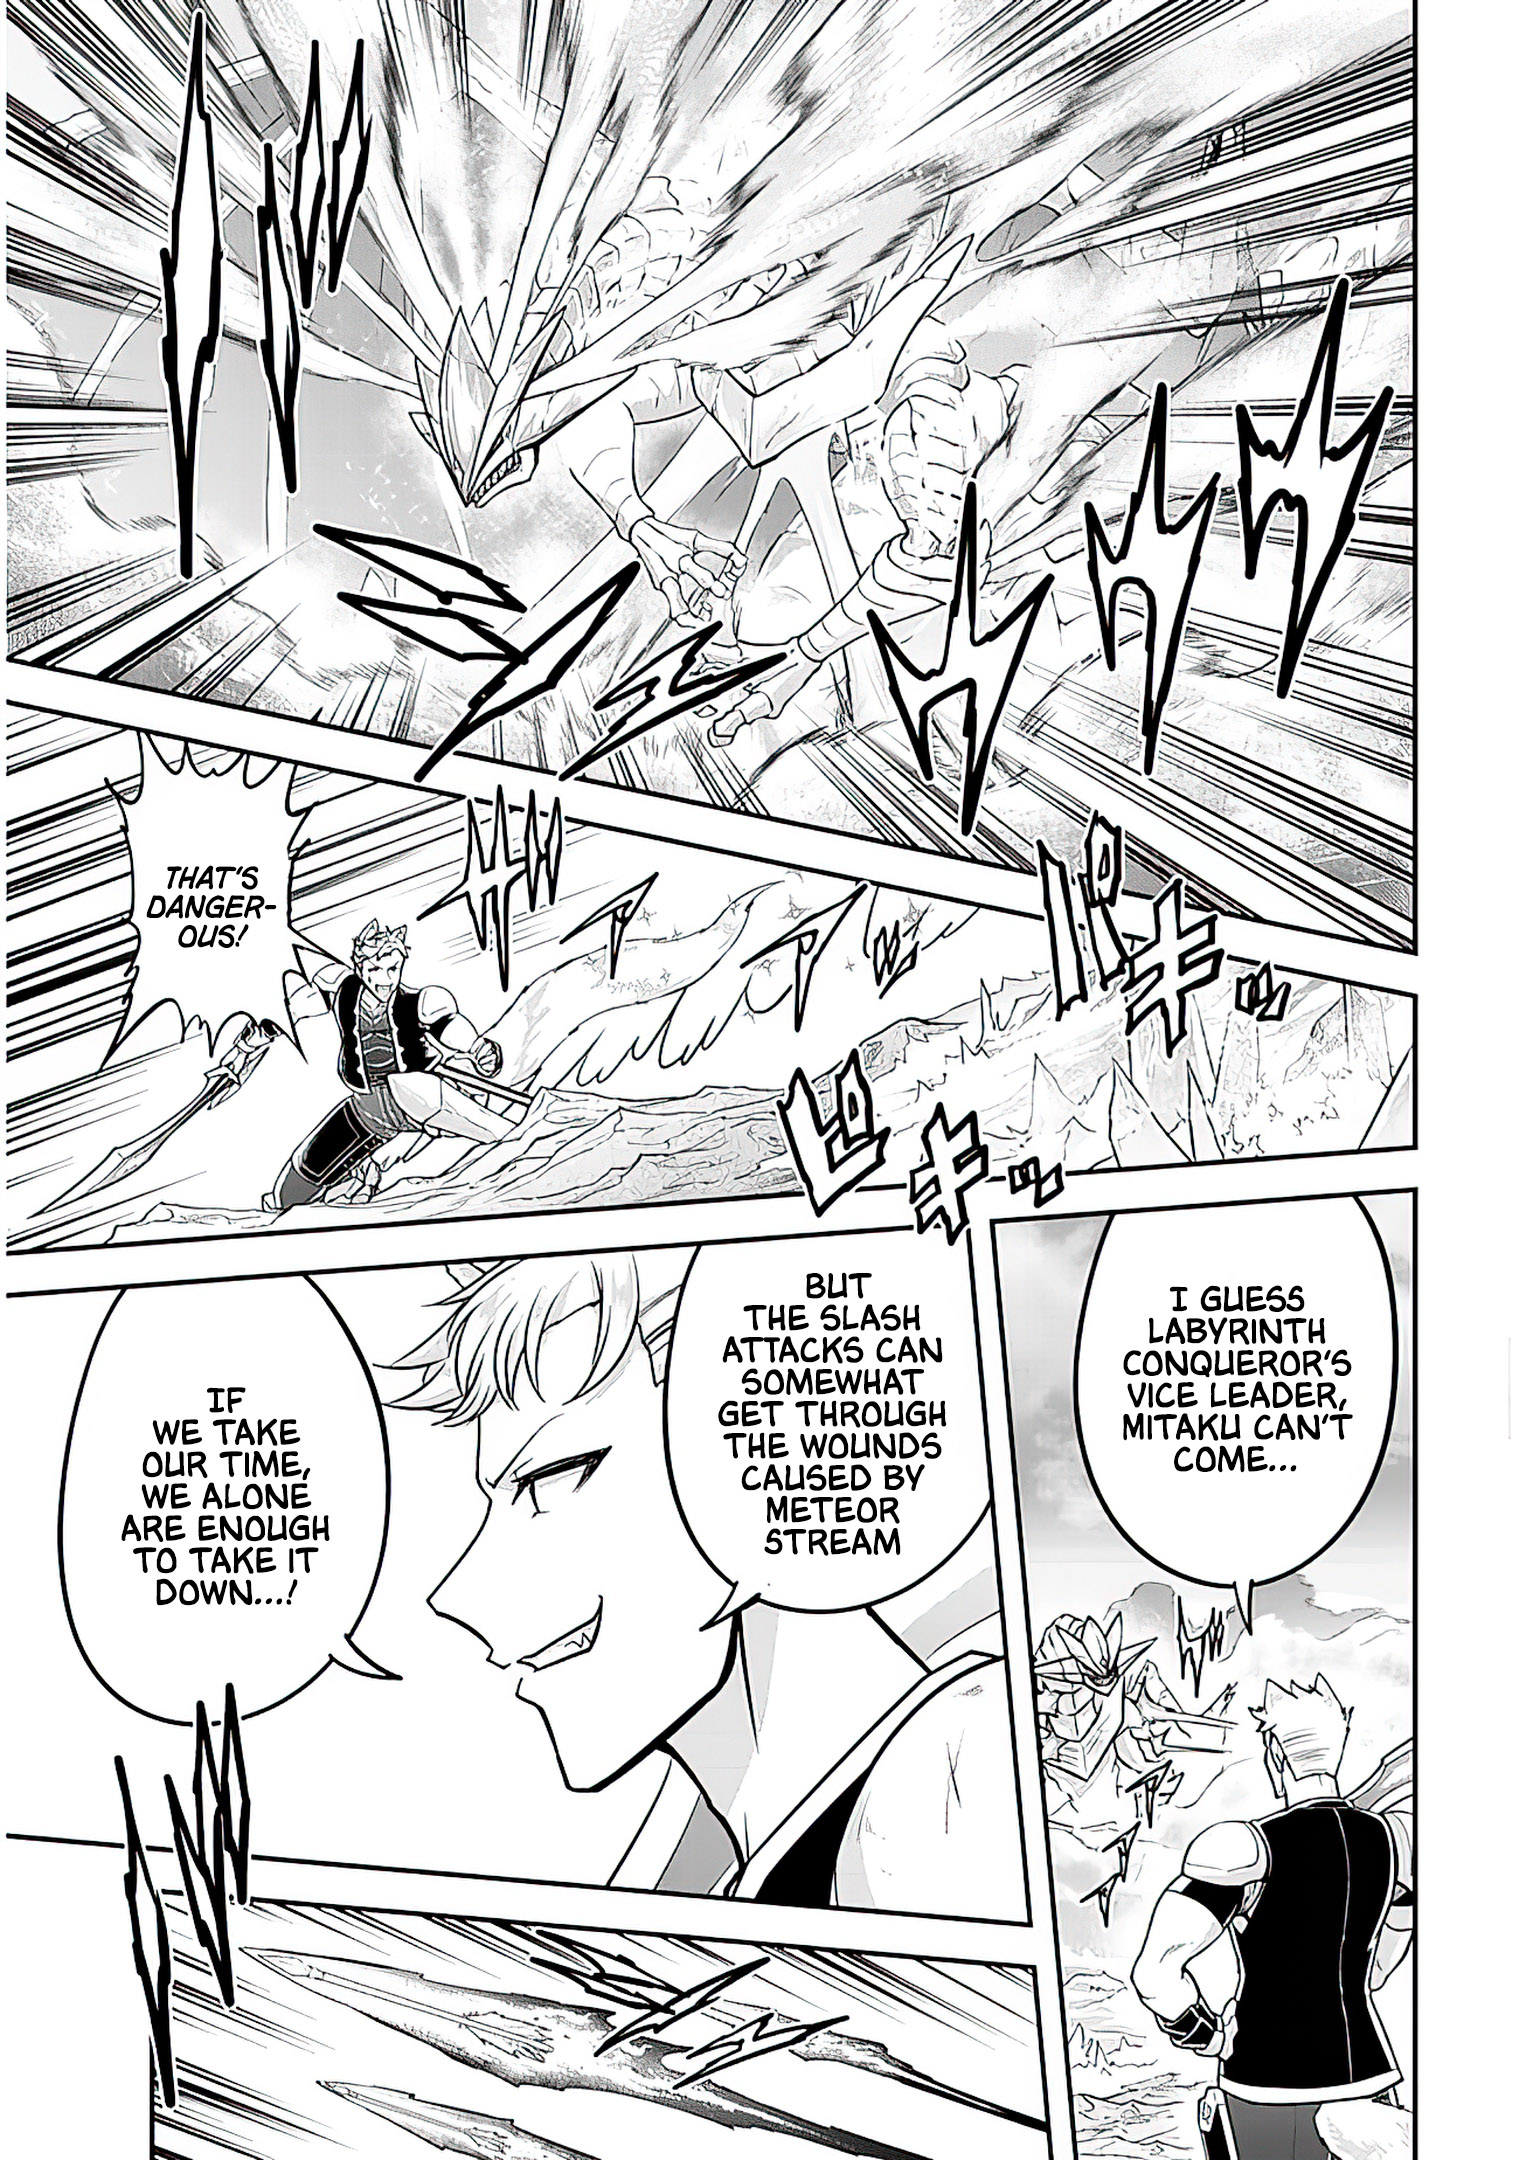 THAT'S
DANGER-
OUS!
パキッ
ピキッ
I GUESS
LABYRINTH
CONQUEROR'S
VICE LEADER,
MITAKU CAN'T
COME...
BUT
THE SLASH
ATTACKS CAN
SOMEWHAT
GET THROUGH
THE WOUNDS
CAUSED BY
METEOR
STREAM
IF
WE TAKE
OUR TIME,
WE ALONE
ARE ENOUGH
TO TAKE IT
DOWN...!